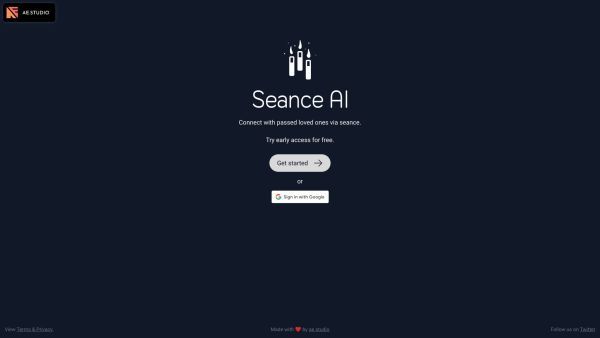 AE.STUDIO
Seance AI
Connect with passed loved ones via seance.
Try early access for free.
Get started
or
Sign in with Google
View Terms & Privacy.
Made with ❤️ by ae.studio
Follow us on Twitter